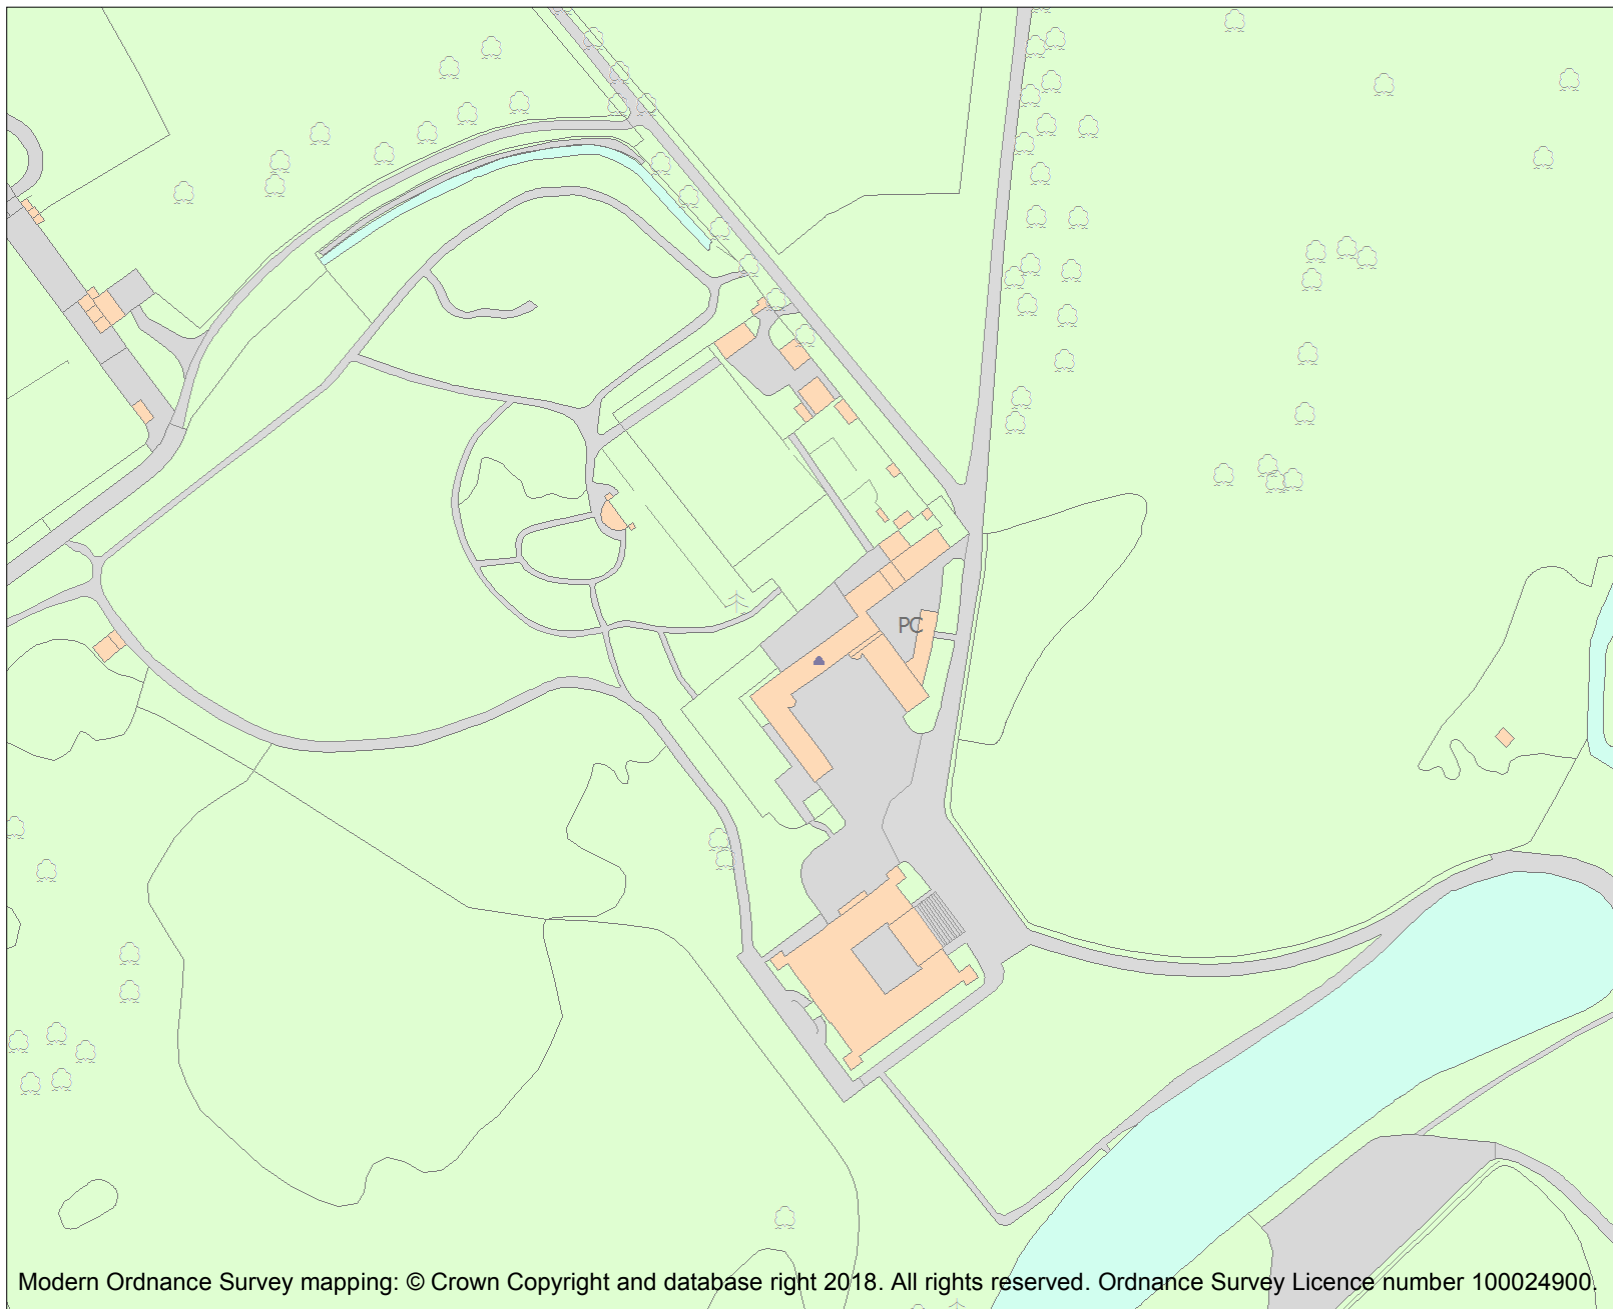 PC
Modern Ordnance Survey mapping: © Crown Copyright and database right 2018. All rights reserved. Ordnance Survey Licence number 100024900.